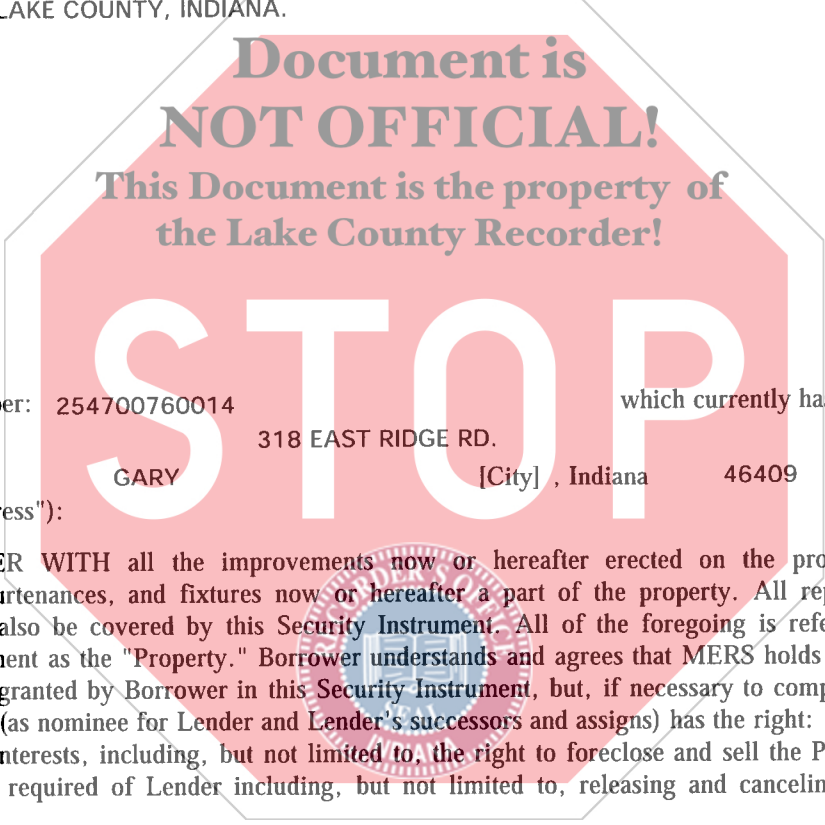 LAKE COUNTY, INDIANA.
Document is
NOT OFFICIAL!
This Document is the property of
the Lake County Recorder!
STOP
er: 254700760014 which currently ha
318 EAST RIDGE RD.
GARY [City] , Indiana 46409
ess"):
ER WITH all the improvements now or hereafter erected on the pro
urtenances, and fixtures now or hereafter a part of the property. All rep
also be covered by this Security Instrument. All of the foregoing is refe
nent as the "Property." Borrower understands and agrees that MERS holds
granted by Borrower in this Security Instrument, but, if necessary to comp
(as nominee for Lender and Lender's successors and assigns) has the right:
nterests, including, but not limited to, the right to foreclose and sell the P
required of Lender including, but not limited to, releasing and cancelin
RECORDER'S OFFICE
SEAL